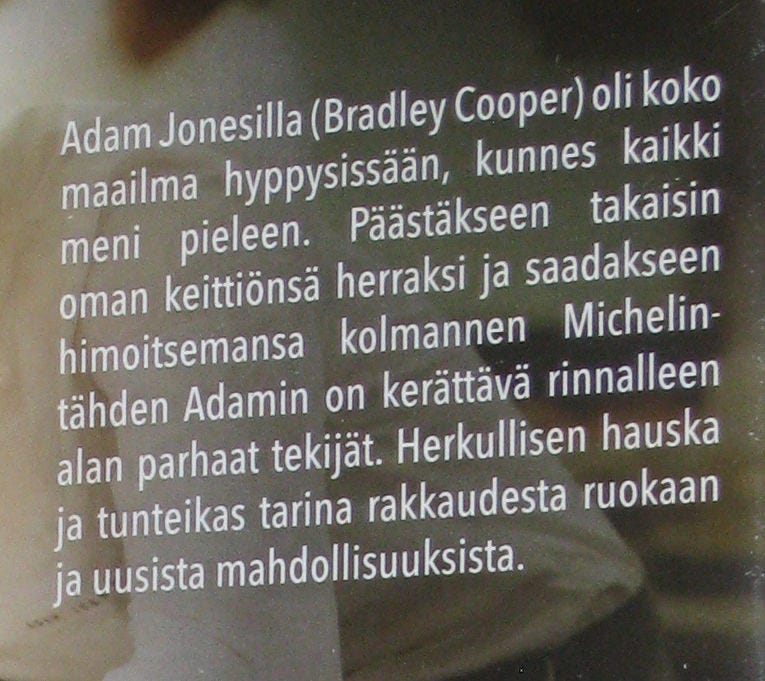 Adam Jonesilla (Bradley Cooper) oli koko
maailma hyppysissään, kunnes kaikki
meni pieleen. Päästäkseen takaisin
oman keittiönsä herraksi ja saadakseen
himoitsemansa kolmannen Michelin-
tähden Adamin on kerättävä rinnalleen
alan parhaat tekijät. Herkullisen hauska
ja tunteikas tarina rakkaudesta ruokaan
ja uusista mahdollisuuksista.